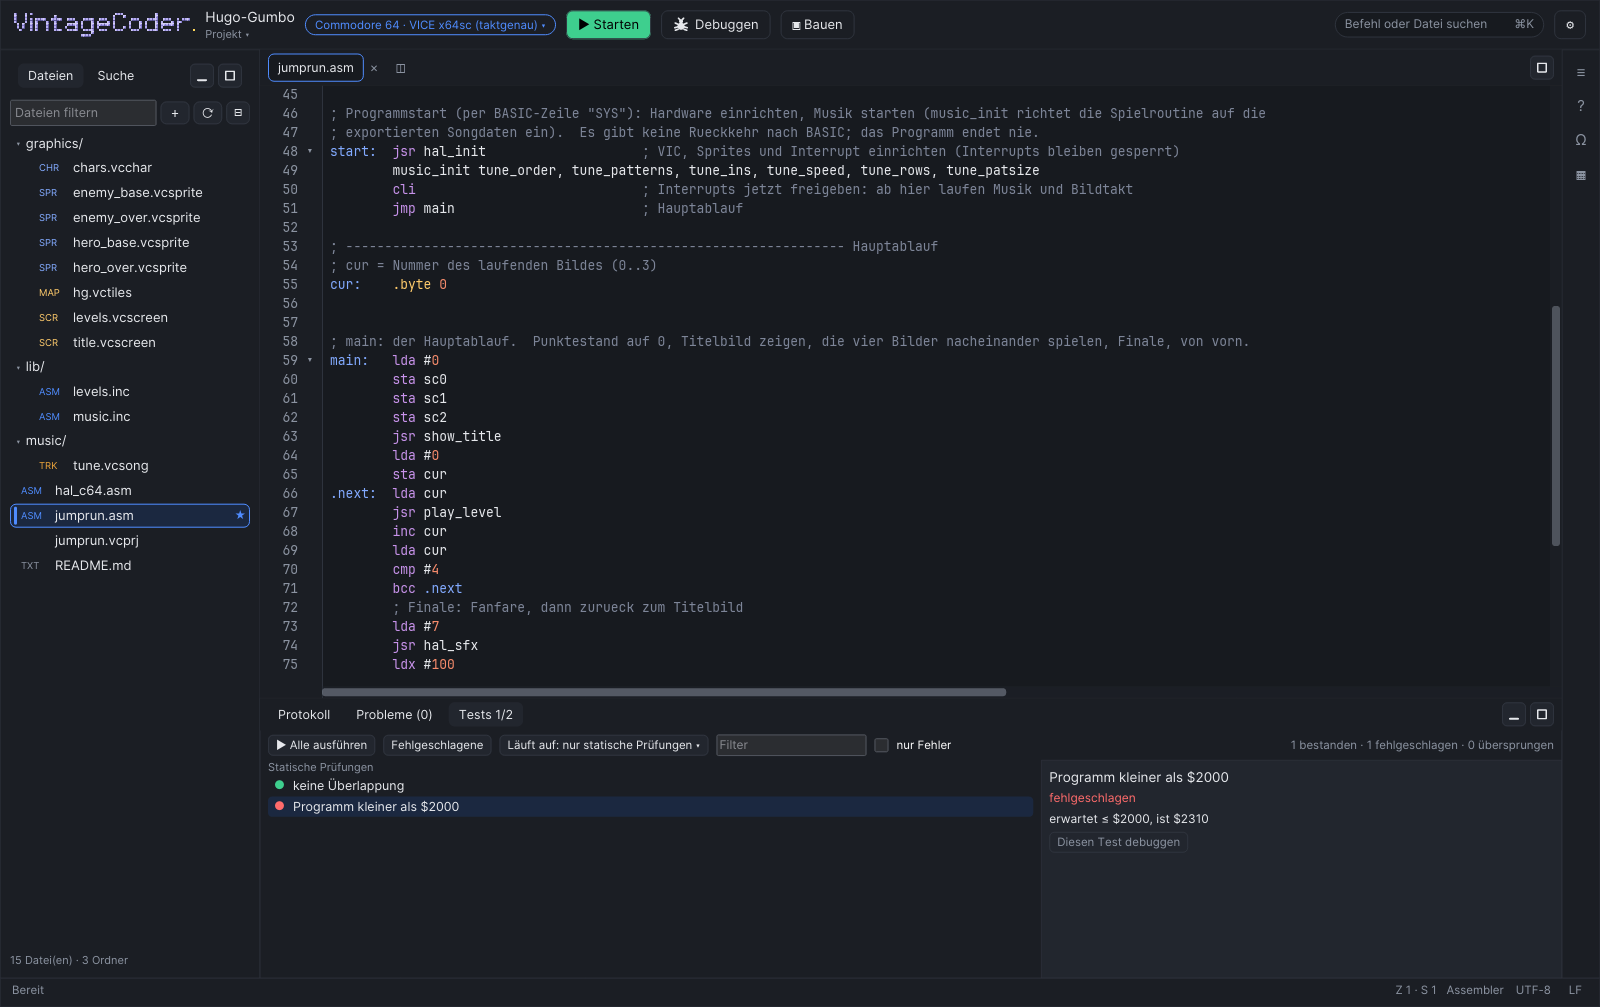 VintageCoder.
Hugo-Gumbo
Projekt
Commodore 64 · VICE x64sc (taktgenau)
Starten
Debuggen
Bauen
Befehl oder Datei suchen ⌘K
Dateien
Suche
Dateien filtern
graphics/
CHR chars.vcchar
SPR enemy_base.vcsprite
SPR enemy_over.vcsprite
SPR hero_base.vcsprite
SPR hero_over.vcsprite
MAP hg.vctiles
SCR levels.vcscreen
SCR title.vcscreen
lib/
ASM levels.inc
ASM music.inc
music/
TRK tune.vcsong
ASM hal_c64.asm
ASM jumprun.asm ★
jumprun.vcprj
TXT README.md
15 Datei(en) · 3 Ordner
jumprun.asm ×
45
46 ; Programmstart (per BASIC-Zeile "SYS"): Hardware einrichten, Musik starten (music_init richtet die Spielroutine auf die
47 ; exportierten Songdaten ein).  Es gibt keine Rueckkehr nach BASIC; das Programm endet nie.
48 start:  jsr hal_init                    ; VIC, Sprites und Interrupt einrichten (Interrupts bleiben gesperrt)
49         music_init tune_order, tune_patterns, tune_ins, tune_speed, tune_rows, tune_patsize
50         cli                             ; Interrupts jetzt freigeben: ab hier laufen Musik und Bildtakt
51         jmp main                        ; Hauptablauf
52
53 ; ---------------------------------------------------------------- Hauptablauf
54 ; cur = Nummer des laufenden Bildes (0..3)
55 cur:    .byte 0
56
57
58 ; main: der Hauptablauf.  Punktestand auf 0, Titelbild zeigen, die vier Bilder nacheinander spielen, Finale, von vorn.
59 main:   lda #0
60         sta sc0
61         sta sc1
62         sta sc2
63         jsr show_title
64         lda #0
65         sta cur
66 .next:  lda cur
67         jsr play_level
68         inc cur
69         lda cur
70         cmp #4
71         bcc .next
72         ; Finale: Fanfare, dann zurueck zum Titelbild
73         lda #7
74         jsr hal_sfx
75         ldx #100
Protokoll
Probleme (0)
Tests 1/2
Alle ausführen
Fehlgeschlagene
Läuft auf: nur statische Prüfungen
Filter
nur Fehler
1 bestanden · 1 fehlgeschlagen · 0 übersprungen
Statische Prüfungen
keine Überlappung
Programm kleiner als $2000
Programm kleiner als $2000
fehlgeschlagen
erwartet ≤ $2000, ist $2310
Diesen Test debuggen
Bereit
Z 1 · S 1 Assembler UTF-8 LF